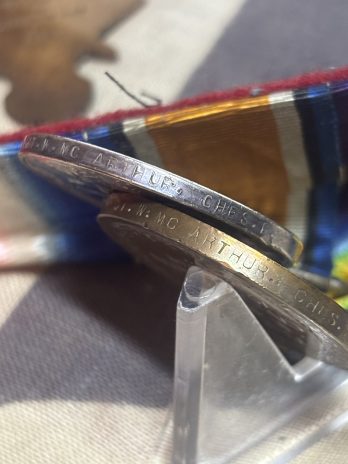 W. MC ARTHUR, CHES. R.
W. MC ARTHUR. CHES.